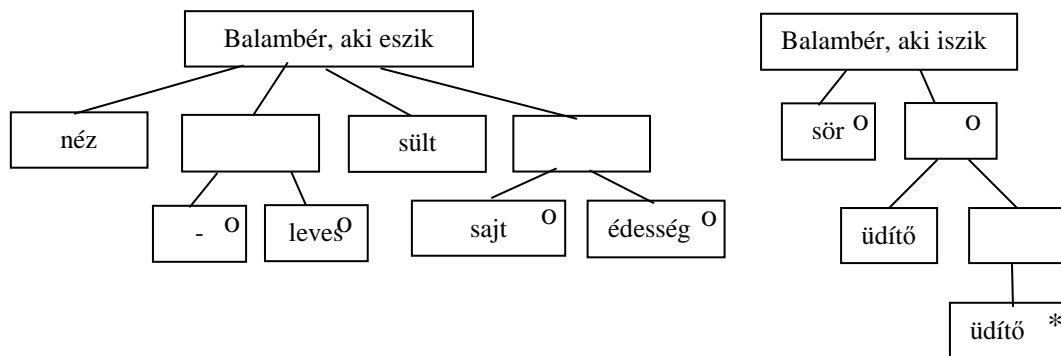 Balambér, aki eszik
néz
sült
- o
leves o
sajt o
édesség o
Balambér, aki iszik
sör o
o
üdítő
üdítő *